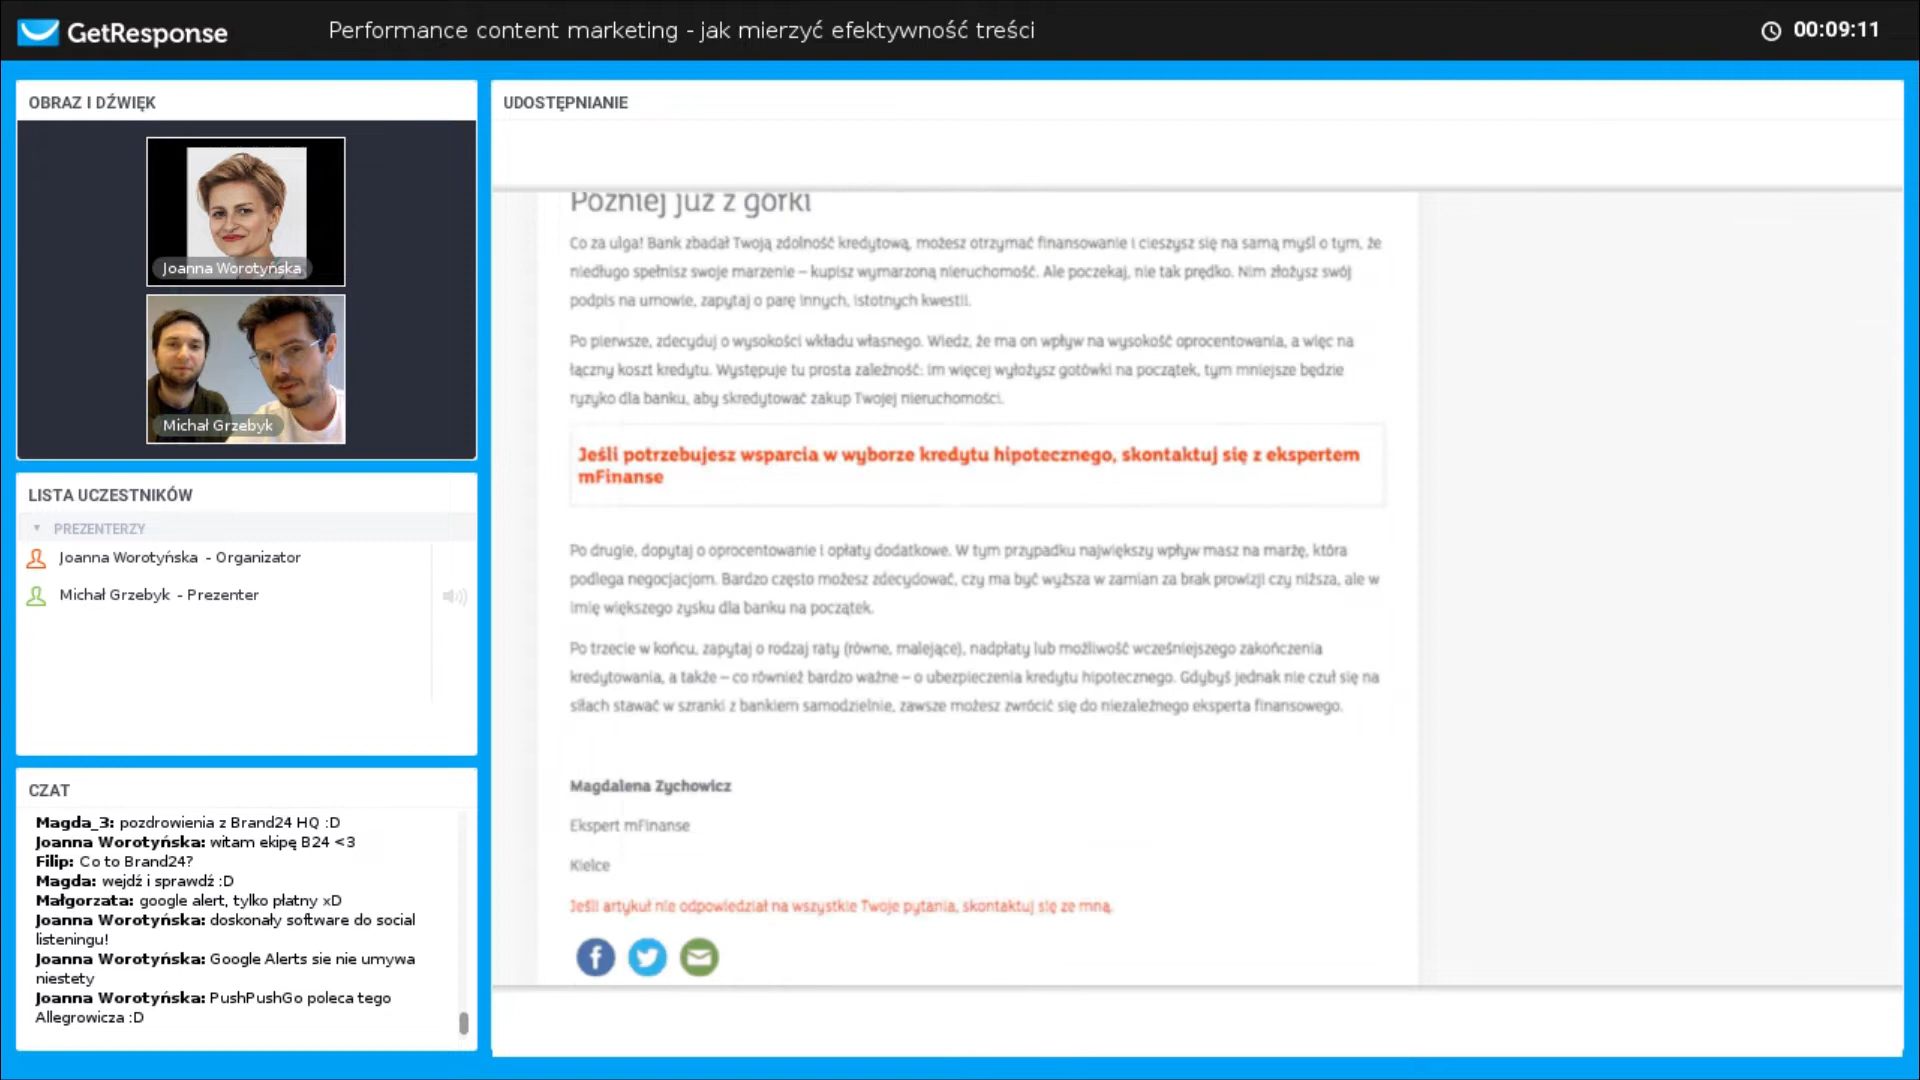 GetResponse
Performance content marketing - jak mierzyć efektywność treści
00:09:11
OBRAZ I DŹWIĘK
Joanna Worotyńska
Michał Grzebyk
LISTA UCZESTNIKÓW
PREZENTERZY
Joanna Worotyńska - Organizator
Michał Grzebyk - Prezenter
CZAT
Magda_3: pozdrowienia z Brand24 HQ :D
Joanna Worotyńska: witam ekipę B24 <3
Filip: Co to Brand24?
Magda: wejdź i sprawdź :D
Małgorzata: google alert, tylko płatny xD
Joanna Worotyńska: doskonały software do social
listeningu!
Joanna Worotyńska: Google Alerts sie nie umywa
niestety
Joanna Worotyńska: PushPushGo poleca tego
Allegrowicza :D
UDOSTĘPNIANIE
Później już z górki
Co za ulga! Bank zbadał Twoją zdolność kredytową, możesz otrzymać finansowanie i cieszysz się na samą myśl o tym, że
niedługo spełnisz swoje marzenie – kupisz wymarzoną nieruchomość. Ale poczekaj, nie tak prędko. Nim złożysz swój
podpis na umowie, zapytaj o parę innych, istotnych kwestii.
Po pierwsze, zdecyduj o wysokości wkładu własnego. Wiedz, że ma on wpływ na wysokość oprocentowania, a więc na
łączny koszt kredytu. Występuje tu prosta zależność: im więcej wyłożysz gotówki na początek, tym mniejsze będzie
ryzyko dla banku, aby skredytować zakup Twojej nieruchomości.
Jeśli potrzebujesz wsparcia w wyborze kredytu hipotecznego, skontaktuj się z ekspertem
mFinanse
Po drugie, dopytaj o oprocentowanie i opłaty dodatkowe. W tym przypadku największy wpływ masz na marżę, która
podlega negocjacjom. Bardzo często możesz zdecydować, czy ma być wyższa w zamian za brak prowizji czy niższa, ale w
imię większego zysku dla banku na początek.
Po trzecie w końcu, zapytaj o rodzaj raty (równe, malejące), nadpłaty lub możliwość wcześniejszego zakończenia
kredytowania, a także – co również bardzo ważne – o ubezpieczenia kredytu hipotecznego. Gdybyś jednak nie czuł się na
siłach stawać w szranki z bankiem samodzielnie, zawsze możesz zwrócić się do niezależnego eksperta finansowego.
Magdalena Zychowicz
Ekspert mFinanse
Kielce
Jeśli artykuł nie odpowiedział na wszystkie Twoje pytania, skontaktuj się ze mną.